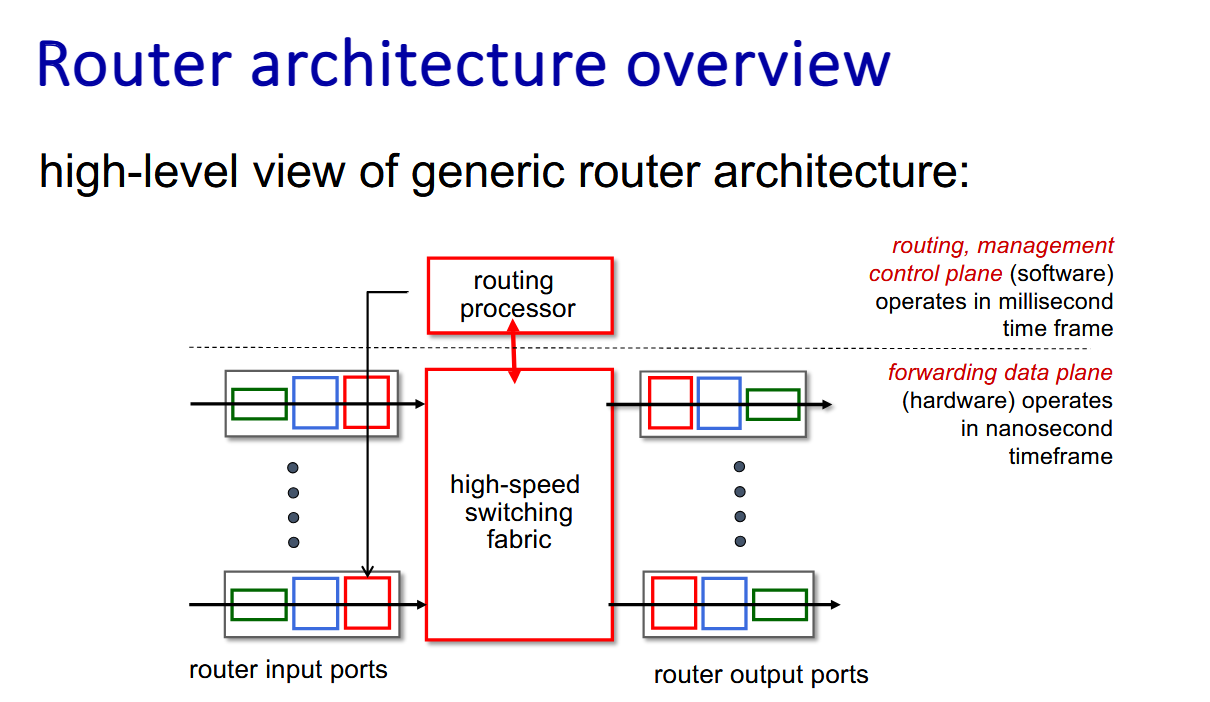 Router architecture overview
high-level view of generic router architecture:
routing, management
control plane (software)
operates in millisecond
time frame
routing
processor
forwarding data plane
(hardware) operates
in nanosecond
timeframe
high-speed
switching
fabric
router input ports
router output ports